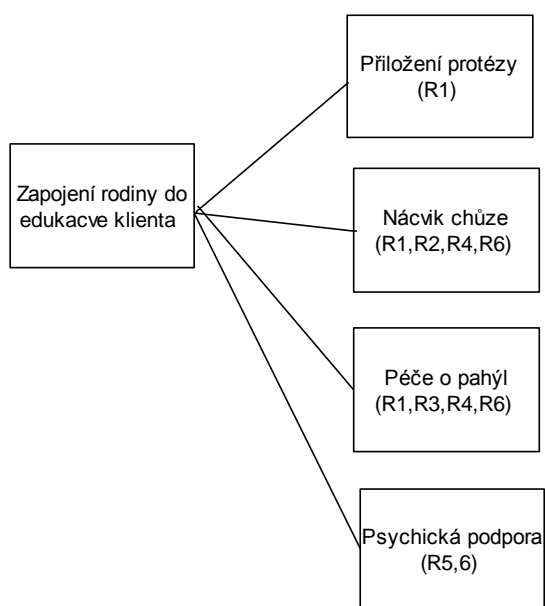 Přiložení protézy
(R1)
Zapojení rodiny do
edukacve klienta
Nácvik chůze
(R1,R2,R4,R6)
Péče o pahýl
(R1,R3,R4,R6)
Psychická podpora
(R5,6)